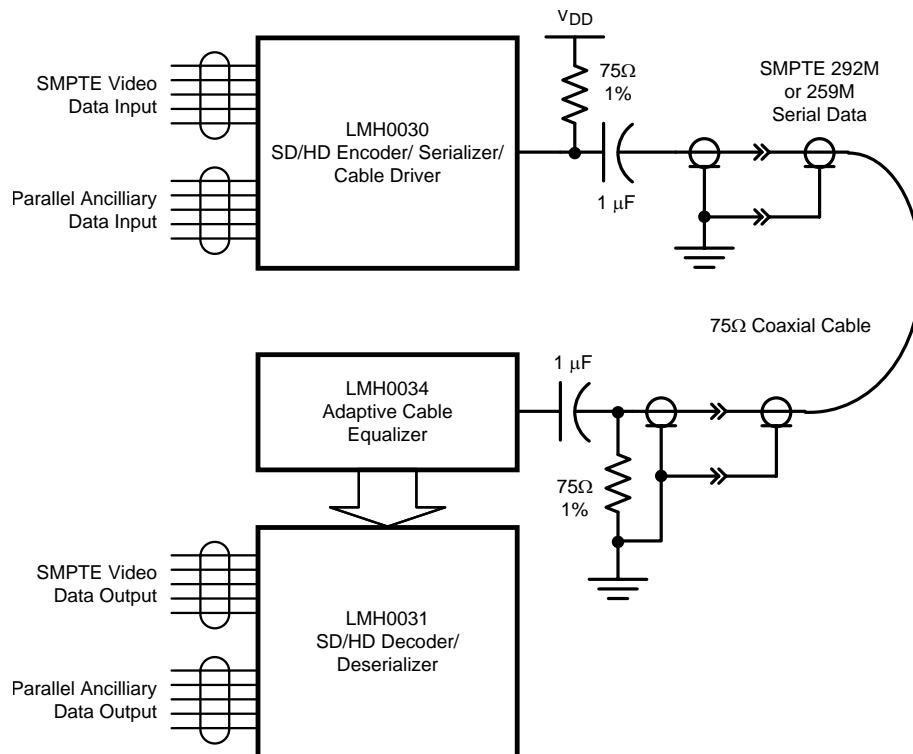 V_DD
75Ω
1%
SMPTE Video
Data Input
SMPTE 292M
or 259M
Serial Data
LMH0030
SD/HD Encoder/ Serializer/
Cable Driver
Parallel Ancilliary
Data Input
1 μF
75Ω Coaxial Cable
1 μF
LMH0034
Adaptive Cable
Equalizer
75Ω
1%
SMPTE Video
Data Output
LMH0031
SD/HD Decoder/
Deserializer
Parallel Ancilliary
Data Output